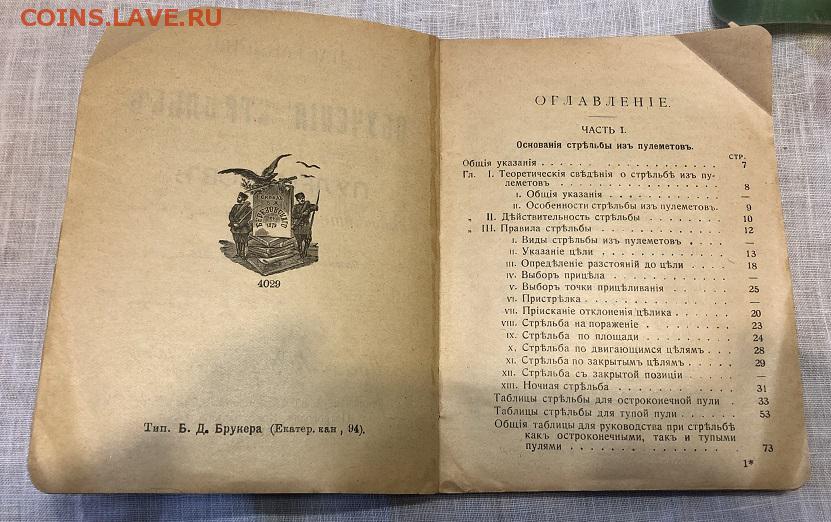 COINS.LAVE.RU
4029
Тип. Б. Д. Брукера (Екатер. кан , 94).
ОГЛАВЛЕНІЕ.
ЧАСТЬ I.
Основанія стрѣльбы изъ пулеметовъ.
СТР.
Общія указанія . . . . . . . . . . . . . . . 7
Гл. I. Теоретическія свѣдѣнія о стрѣльбѣ изъ пу-
леметовъ . . . . . . . . . . . . . . 8
I. Общія указанія . . . . . . . . . —
II. Особенности стрѣльбы изъ пулеметовъ. 9
„ II. Дѣйствительность стрѣльбы . . . . . . . 10
„ III. Правила стрѣльбы . . . . . . . . . . . 12
I. Виды стрѣльбы изъ пулеметовъ . . . . —
II. Указаніе цѣли . . . . . . . . . . 13
III. Опредѣленіе разстояній до цѣли . . . . 18
IV. Выборъ прицѣла . . . . . . . . . —
V. Выборъ точки прицѣливанія . . . . . 25
VI. Пристрѣлка . . . . . . . . . . . —
VII. Пріисканіе отклоненія цѣлика . . . . . 20
VIII. Стрѣльба на пораженіе . . . . . . . 23
IX. Стрѣльба по площади . . . . . . . 24
X. Стрѣльба по двигающимся цѣлямъ . . . 28
XI. Стрѣльба по закрытымъ цѣлямъ . . . . 29
XII. Стрѣльба съ закрытой позиціи . . . . —
XIII. Ночная стрѣльба . . . . . . . . . 31
Таблицы стрѣльбы для остроконечной пули . . 33
Таблицы стрѣльбы для тупой пули . . . . . 53
Общія таблицы для руководства при стрѣльбѣ
какъ остроконечными, такъ и тупыми
пулями . . . . . . . . . . . . . . 73
1*